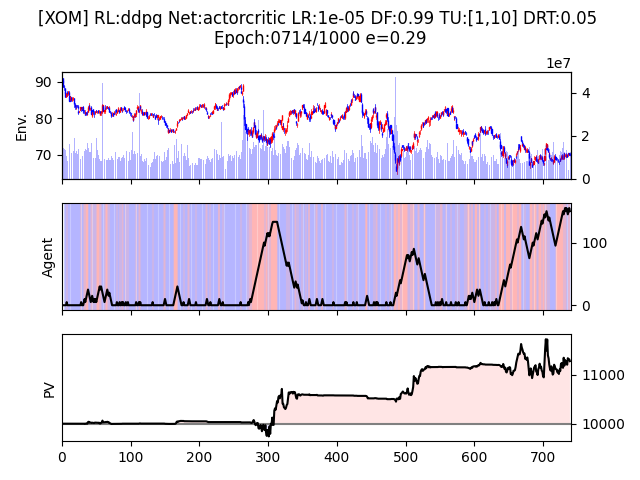 [XOM] RL:ddpg Net:actorcritic LR:1e-05 DF:0.99 TU:[1,10] DRT:0.05
Epoch:0714/1000 e=0.29
1e7
90
80
70
Env.
4
2
0
Agent
100
0
PV
11000
10000
0 100 200 300 400 500 600 700